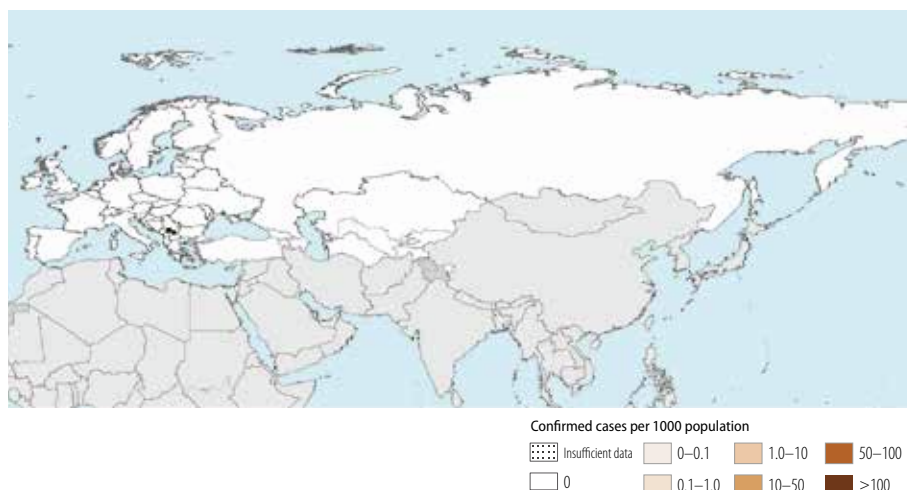 Confirmed cases per 1000 population
Insufficient data 0–0.1 1.0–10 50–100
0 0.1–1.0 10–50 >100